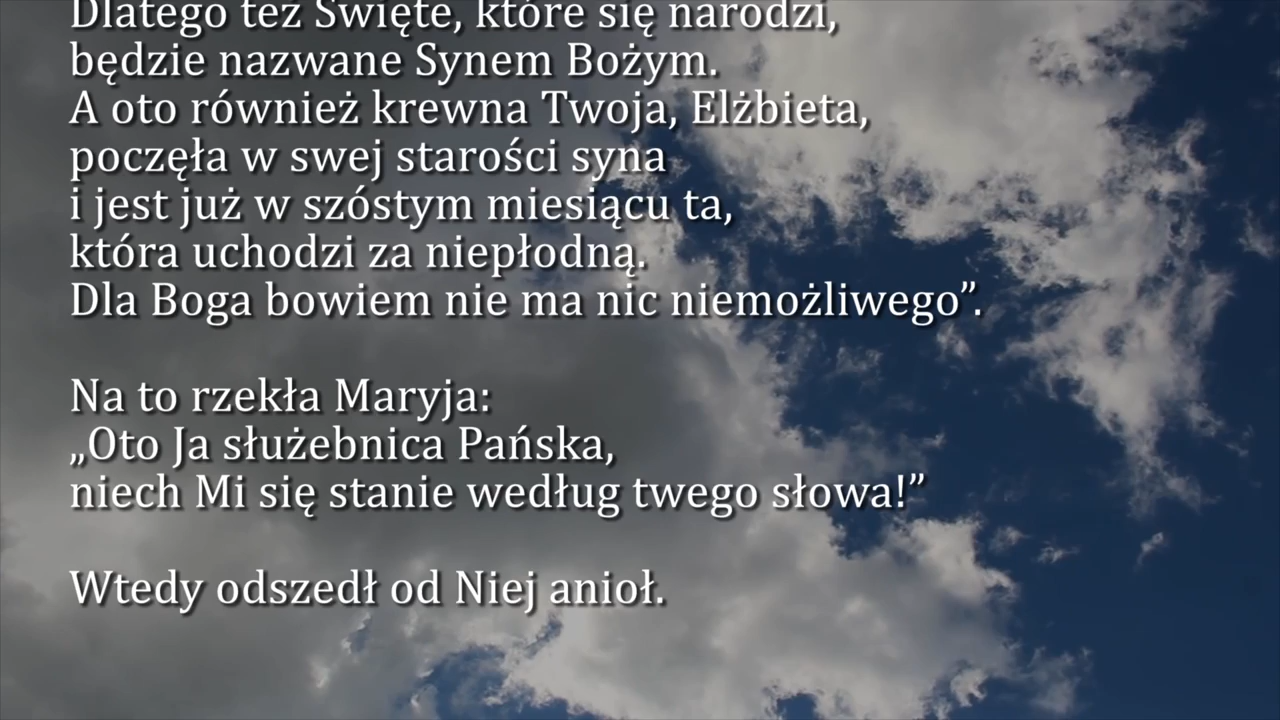 Dlatego też Święte, które się narodzi,
będzie nazwane Synem Bożym.
A oto również krewna Twoja, Elżbieta,
poczęła w swej starości syna
i jest już w szóstym miesiącu ta,
która uchodzi za niepłodną.
Dla Boga bowiem nie ma nic niemożliwego”.
Na to rzekła Maryja:
„Oto Ja służebnica Pańska,
niech Mi się stanie według twego słowa!”
Wtedy odszedł od Niej anioł.